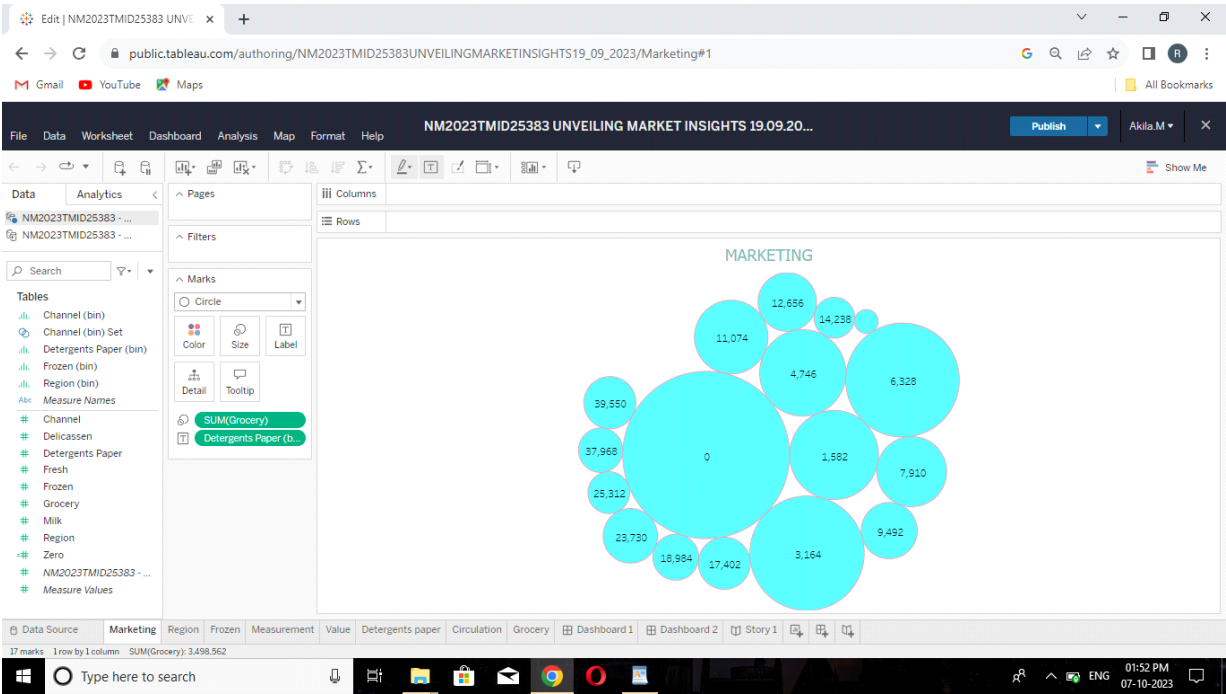 Edit | NM2023TMID25383 UNVE
public.tableau.com/authoring/NM2023TMID25383UNVEILINGMARKETINSIGHTS19_09_2023/Marketing#1
G
R
Gmail YouTube Maps
All Bookmarks
File Data Worksheet Dashboard Analysis Map Format Help
NM2023TMID25383 UNVEILING MARKET INSIGHTS 19.09.20...
Publish
Akila.M
Show Me
Data Analytics
NM2023TMID25383 - ...
NM2023TMID25383 - ...
Search
Tables
Channel (bin)
Channel (bin) Set
Detergents Paper (bin)
Frozen (bin)
Region (bin)
Abc Measure Names
Channel
Delicassen
Detergents Paper
Fresh
Frozen
Grocery
Milk
Region
Zero
NM2023TMID25383 - ...
Measure Values
Pages
Filters
Marks
Circle
Color Size Label
Detail Tooltip
SUM(Grocery)
Detergents Paper (b...
Columns
Rows
MARKETING
12,656
14,238
11,074
4,746
6,328
39,550
37,968
0
1,582
7,910
25,312
9,492
23,730
18,984
17,402
3,164
Data Source Marketing Region Frozen Measurement Value Detergents paper Circulation Grocery Dashboard 1 Dashboard 2 Story 1
17 marks 1 row by 1 column SUM(Grocery): 3,498,562
Type here to search
ENG
01:52 PM
07-10-2023